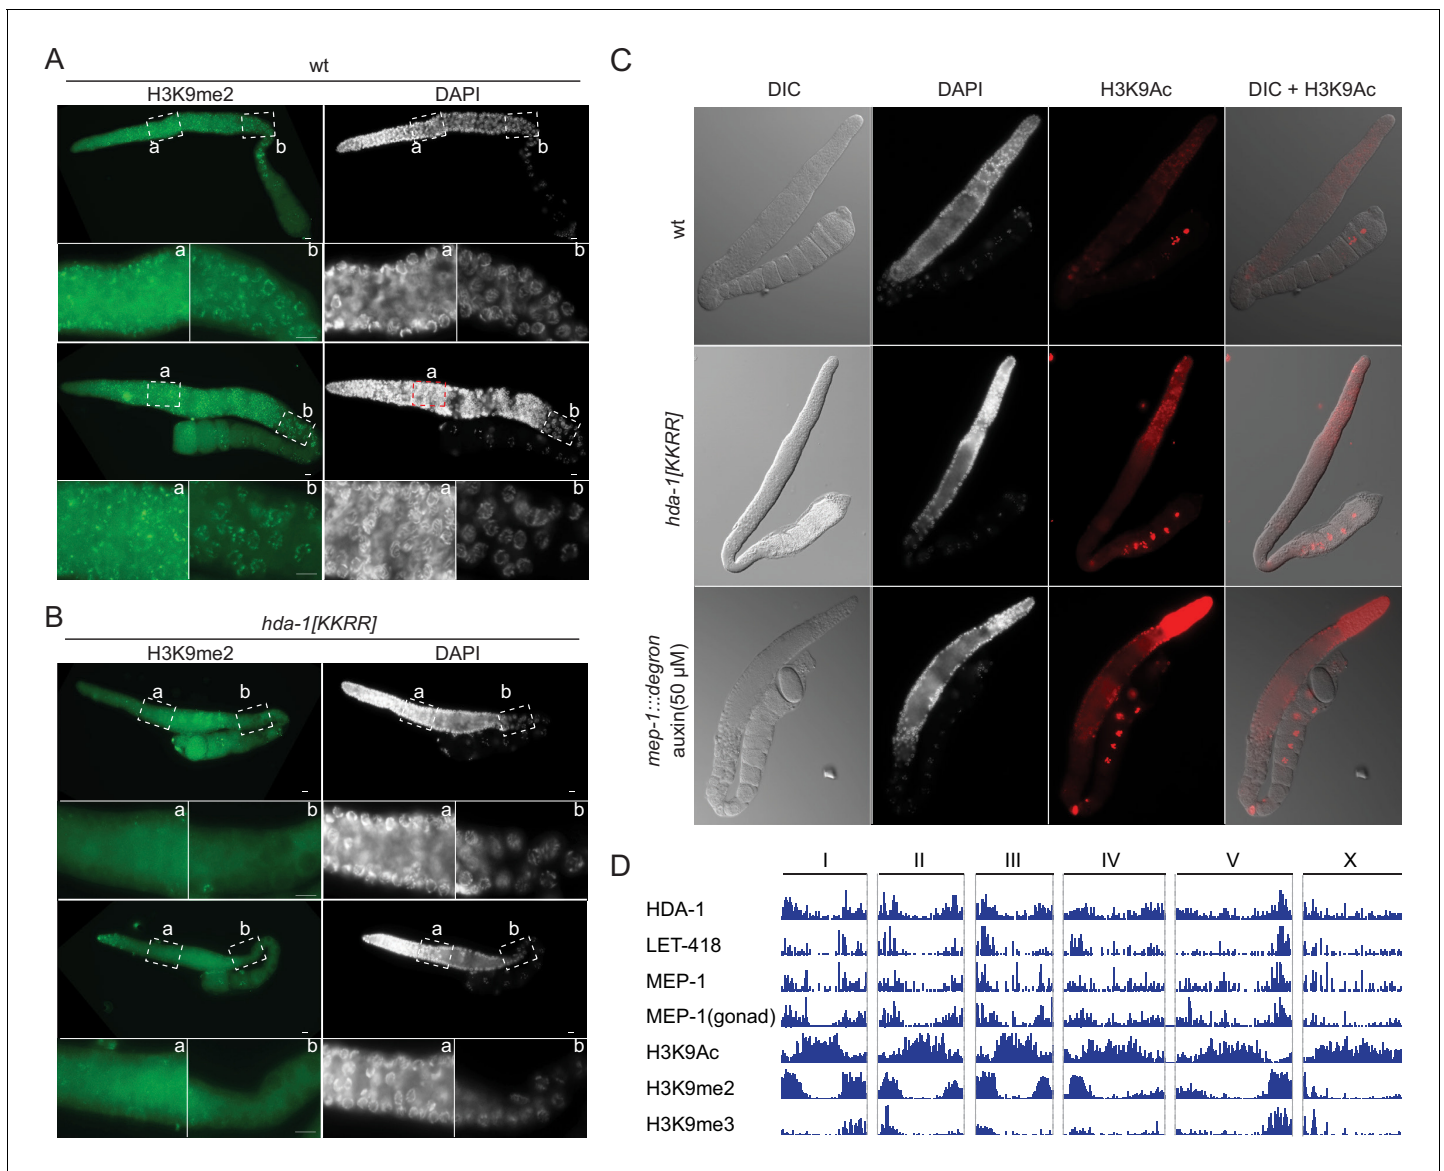 A
wt
H3K9me2
DAPI
a
b
a
b
a
b
a
b
a
b
a
b
a
b
a
b
B
hda-1[KKRR]
H3K9me2
DAPI
a
b
a
b
a
b
a
b
a
b
a
b
a
b
a
b
C
DIC
DAPI
H3K9Ac
DIC + H3K9Ac
wt
hda-1[KKRR]
mep-1:::degron
auxin(50 µM)
D
I
II
III
IV
V
X
HDA-1
LET-418
MEP-1
MEP-1(gonad)
H3K9Ac
H3K9me2
H3K9me3